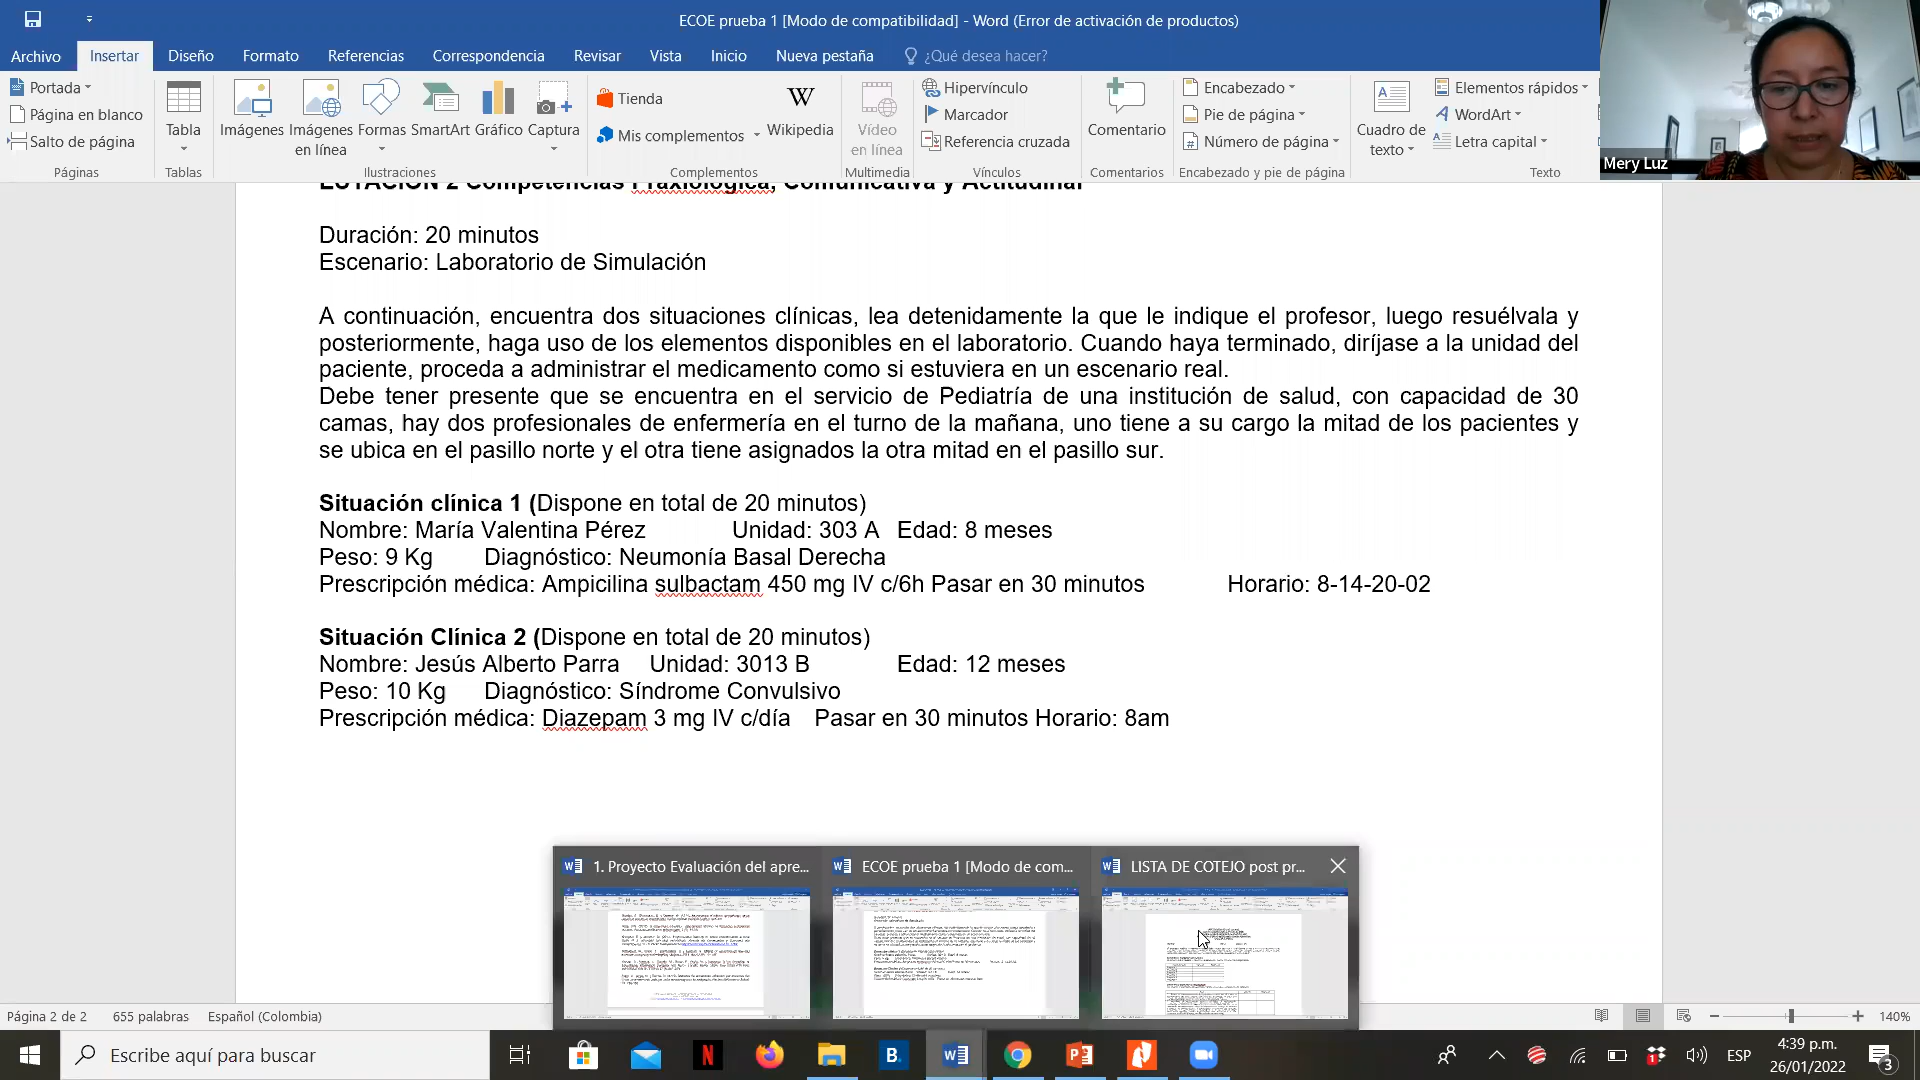 ECOE prueba 1 [Modo de compatibilidad] - Word (Error de activación de productos)
Archivo Insertar Diseño Formato Referencias Correspondencia Revisar Vista Inicio Nueva pestaña ¿Qué desea hacer?
Portada
Página en blanco
Salto de página
Páginas
Tabla
Tablas
Imágenes
Imágenes en línea
Formas
SmartArt
Gráfico
Captura
Ilustraciones
Tienda
Mis complementos
Wikipedia
Complementos
Vídeo en línea
Multimedia
Hipervínculo
Marcador
Referencia cruzada
Vínculos
Comentario
Comentarios
Encabezado
Pie de página
Número de página
Encabezado y pie de página
Cuadro de texto
Elementos rápidos
WordArt
Letra capital
Texto
Mery Luz
ESTACIÓN 2 Competencias Praxiológica, Comunicativa y Actitudinal
Duración: 20 minutos
Escenario: Laboratorio de Simulación
A continuación, encuentra dos situaciones clínicas, lea detenidamente la que le indique el profesor, luego resuélvala y
posteriormente, haga uso de los elementos disponibles en el laboratorio. Cuando haya terminado, diríjase a la unidad del
paciente, proceda a administrar el medicamento como si estuviera en un escenario real.
Debe tener presente que se encuentra en el servicio de Pediatría de una institución de salud, con capacidad de 30
camas, hay dos profesionales de enfermería en el turno de la mañana, uno tiene a su cargo la mitad de los pacientes y
se ubica en el pasillo norte y el otra tiene asignados la otra mitad en el pasillo sur.
Situación clínica 1 (Dispone en total de 20 minutos)
Nombre: María Valentina Pérez Unidad: 303 A Edad: 8 meses
Peso: 9 Kg Diagnóstico: Neumonía Basal Derecha
Prescripción médica: Ampicilina sulbactam 450 mg IV c/6h Pasar en 30 minutos Horario: 8-14-20-02
Situación Clínica 2 (Dispone en total de 20 minutos)
Nombre: Jesús Alberto Parra Unidad: 3013 B Edad: 12 meses
Peso: 10 Kg Diagnóstico: Síndrome Convulsivo
Prescripción médica: Diazepam 3 mg IV c/día Pasar en 30 minutos Horario: 8am
1. Proyecto Evaluación del apre...
ECOE prueba 1 [Modo de com...
LISTA DE COTEJO post pr...
Página 2 de 2 655 palabras Español (Colombia)
140%
Escribe aquí para buscar
ESP
4:39 p.m.
26/01/2022
3